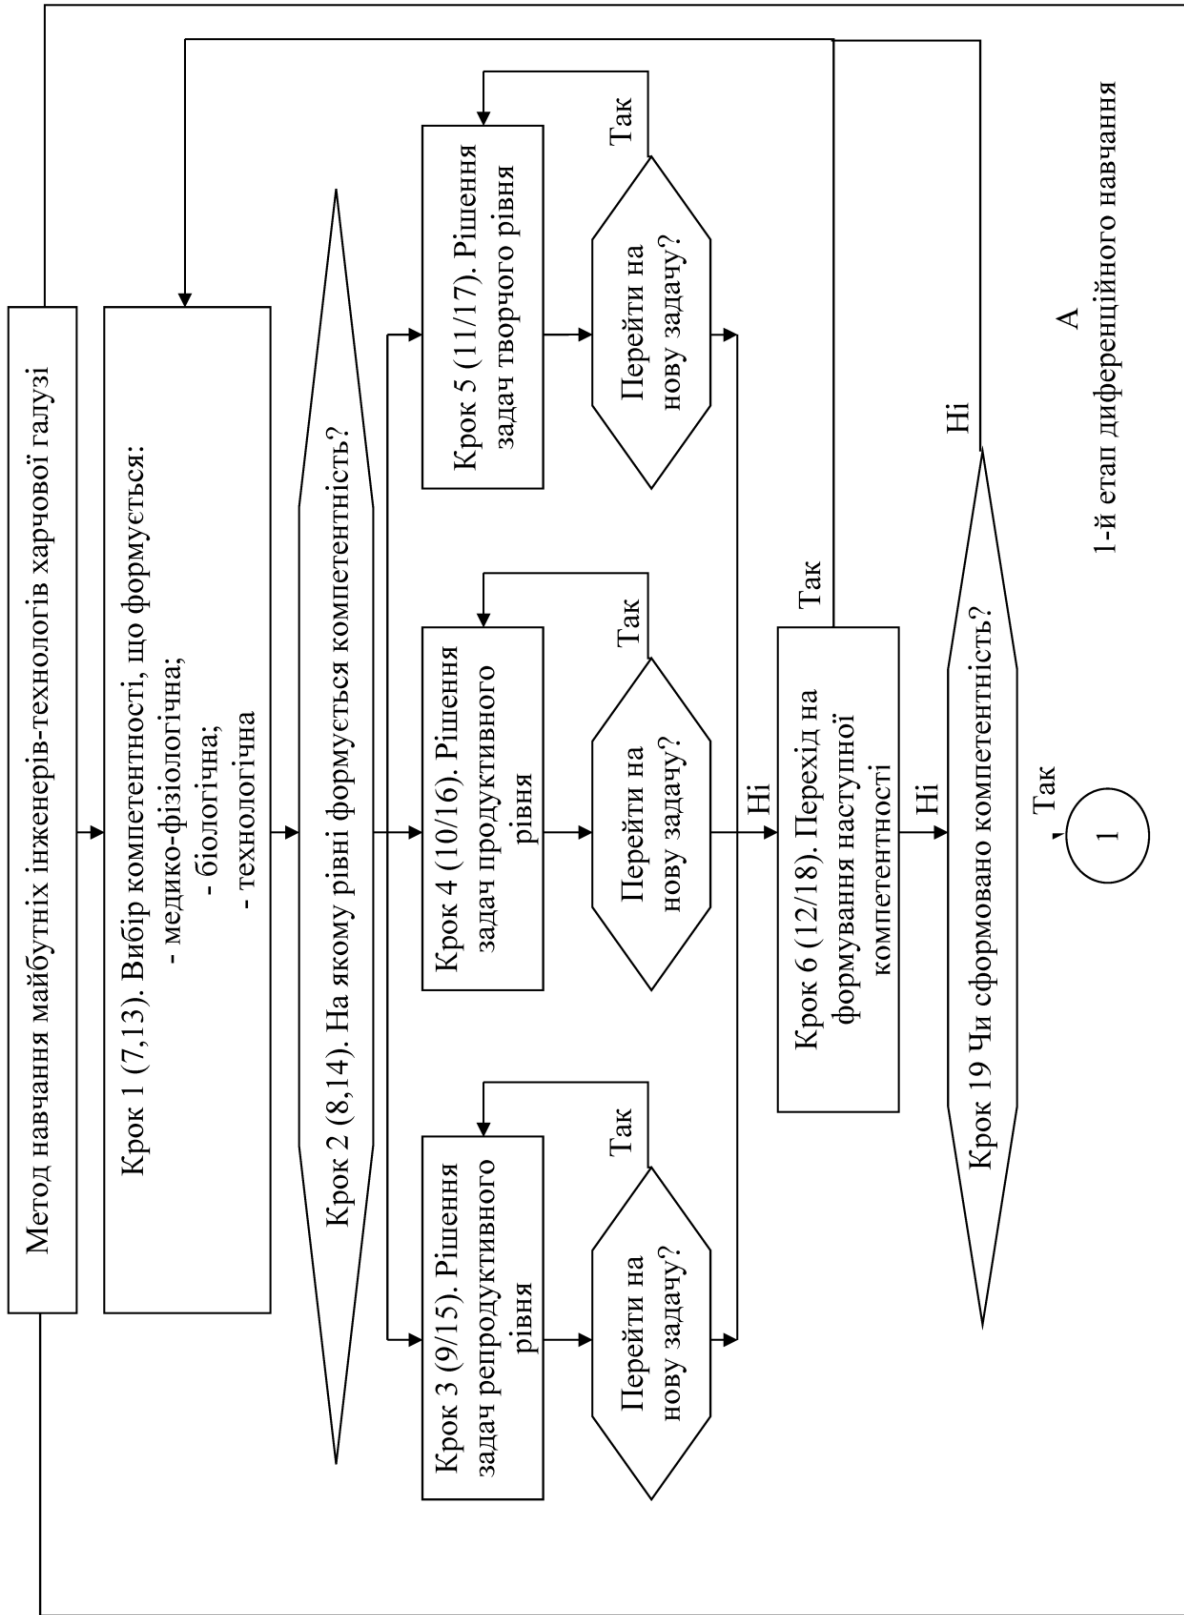 Метод навчання майбутніх інженерів-технологів харчової галузі
Крок 1 (7,13). Вибір компетентності, що формується:
- медико-фізіологічна;
- біологічна;
- технологічна
Крок 2 (8,14). На якому рівні формується компетентність?
Крок 3 (9/15). Рішення
задач репродуктивного
рівня
Крок 4 (10/16). Рішення
задач продуктивного
рівня
Крок 5 (11/17). Рішення
задач творчого рівня
Так
Так
Так
Перейти на
нову задачу?
Перейти на
нову задачу?
Перейти на
нову задачу?
Ні
Крок 6 (12/18). Перехід на
формування наступної
компетентності
Так
Ні
Крок 19 Чи сформовано компетентність?
Ні
Так
1
А
1-й етап диференційного навчання